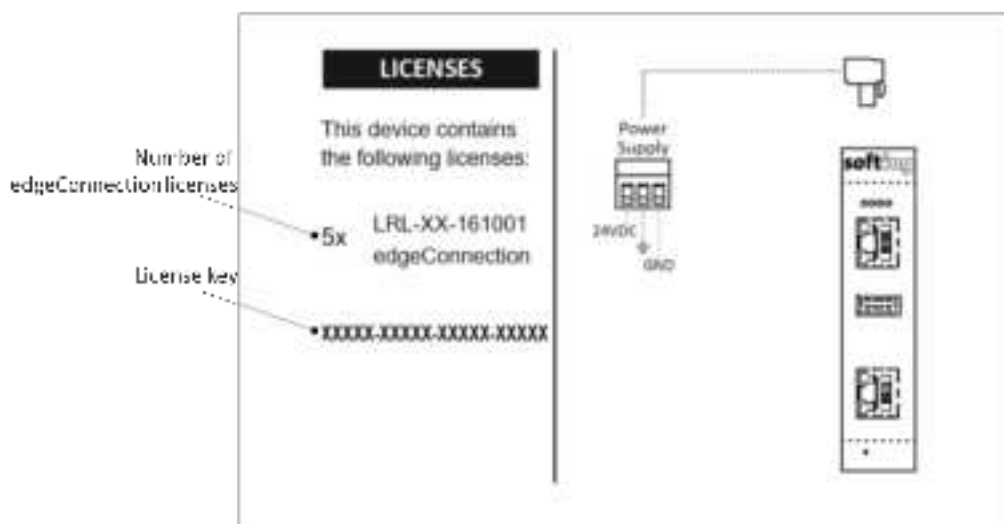 Number of
edgeConnection licenses
License key
LICENSES
This device contains
the following licenses:
5x
LRL-XX-161001
edgeConnection
XXXXX-XXXXX-XXXXX-XXXXX
Power
Supply
24VDC
GND
softing